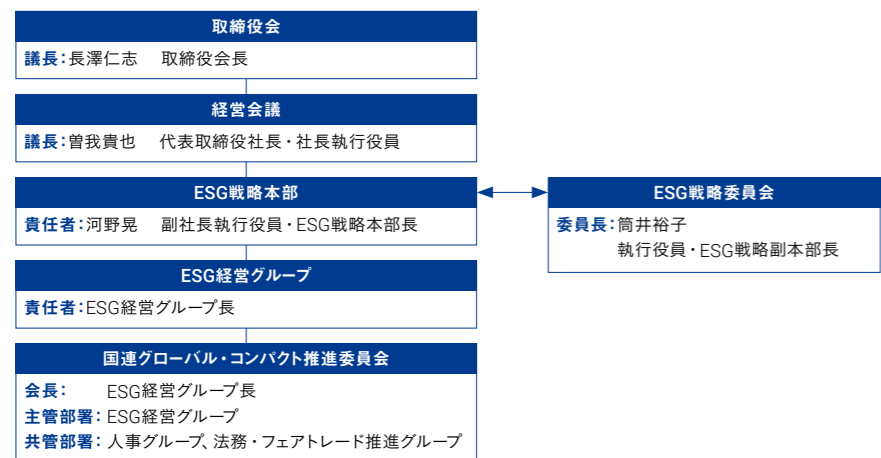 取締役会
議長：長澤仁志　取締役会長
経営会議
議長：曽我貴也　代表取締役社長・社長執行役員
ESG戦略本部
責任者：河野晃　副社長執行役員・ESG戦略本部長
ESG戦略委員会
委員長：筒井裕子
執行役員・ESG戦略副本部長
ESG経営グループ
責任者：ESG経営グループ長
国連グローバル・コンパクト推進委員会
会長：　ESG経営グループ長
主管部署：ESG経営グループ
共管部署：人事グループ、法務・フェアトレード推進グループ